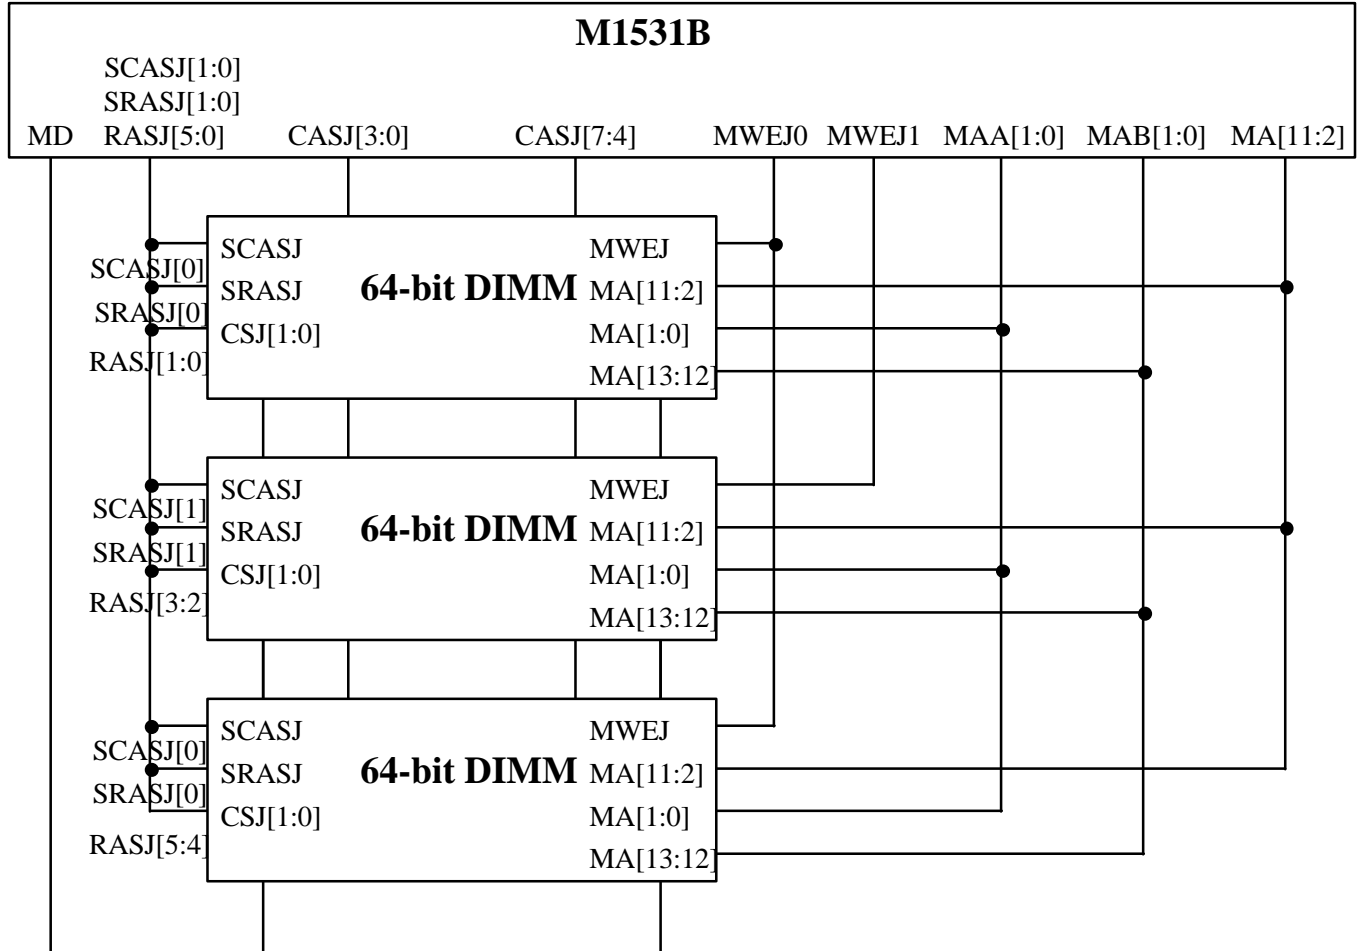 M1531B
SCASJ[1:0]
SRASJ[1:0]
MD RASJ[5:0] CASJ[3:0] CASJ[7:4] MWEJ0 MWEJ1 MAA[1:0] MAB[1:0] MA[11:2]
SCASJ MWEJ
SCASJ[0]
SRASJ 64-bit DIMM MA[11:2]
SRASJ[0]
CSJ[1:0] MA[1:0]
RASJ[1:0]
MA[13:12]
SCASJ MWEJ
SCASJ[1]
SRASJ 64-bit DIMM MA[11:2]
SRASJ[1]
CSJ[1:0] MA[1:0]
RASJ[3:2]
MA[13:12]
SCASJ MWEJ
SCASJ[0]
SRASJ 64-bit DIMM MA[11:2]
SRASJ[0]
CSJ[1:0] MA[1:0]
RASJ[5:4]
MA[13:12]